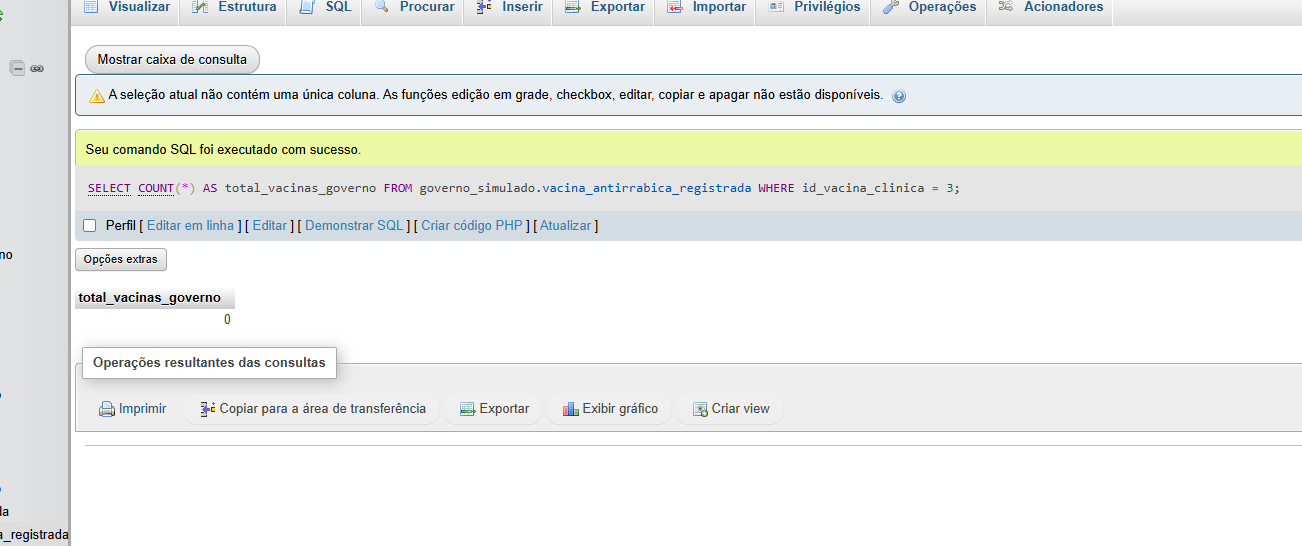 Visualizar Estrutura SQL Procurar Inserir Exportar Importar Privilégios Operações Acionadores
Mostrar caixa de consulta
A seleção atual não contém uma única coluna. As funções edição em grade, checkbox, editar, copiar e apagar não estão disponíveis.
Seu comando SQL foi executado com sucesso.
SELECT COUNT(*) AS total_vacinas_governo FROM governo_simulado.vacina_antirrabica_registrada WHERE id_vacina_clinica = 3;
Perfil [ Editar em linha ] [ Editar ] [ Demonstrar SQL ] [ Criar código PHP ] [ Atualizar ]
no
Opções extras
total_vacinas_governo
0
Operações resultantes das consultas
Imprimir Copiar para a área de transferência Exportar Exibir gráfico Criar view
da
a_registrada